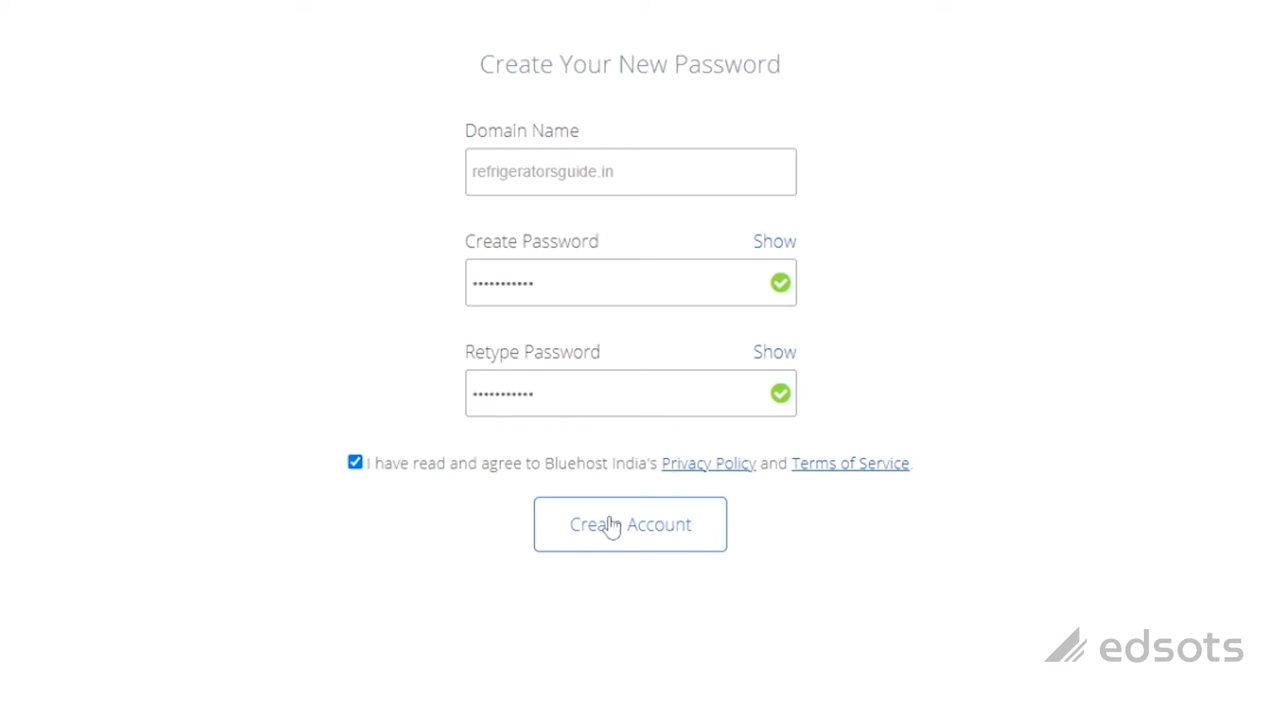 Create Your New Password
Domain Name
refrigeratorsguide.in
Create Password Show
•••••••••••
Retype Password Show
•••••••••••
I have read and agree to Bluehost India's Privacy Policy and Terms of Service.
Create Account
edsots